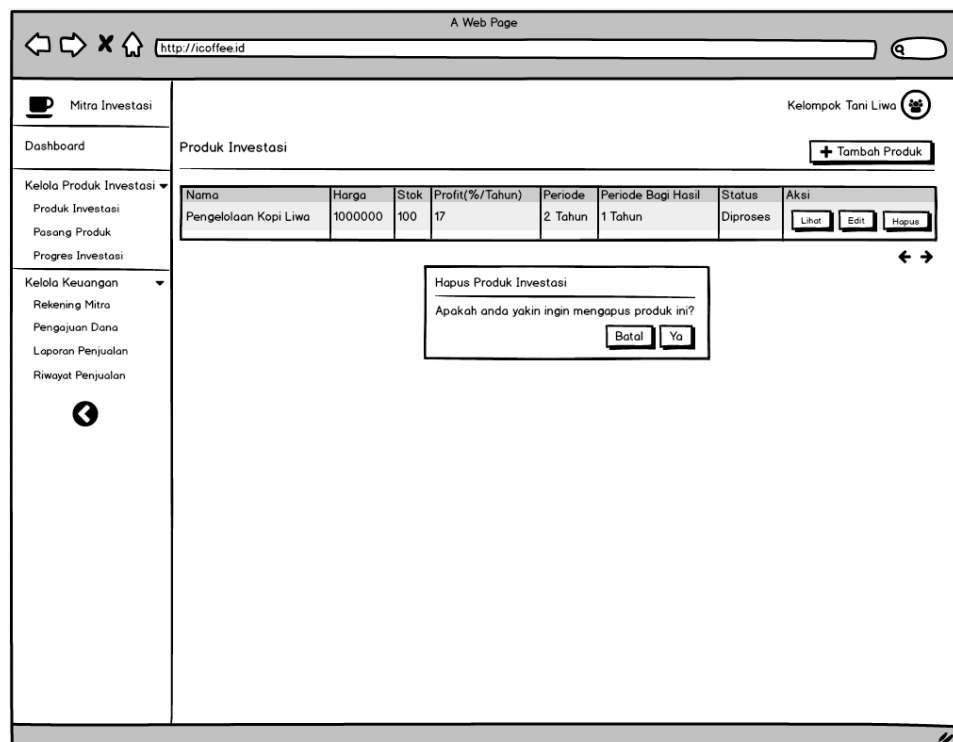 A Web Page
http://icoffee.id
Mitra Investasi
Kelompok Tani Liwa
Dashboard
Produk Investasi
+ Tambah Produk
Kelola Produk Investasi
Produk Investasi
Pasang Produk
Progres Investasi
Kelola Keuangan
Rekening Mitra
Pengajuan Dana
Laporan Penjualan
Riwayat Penjualan
Nama Harga Stok Profit(%/Tahun) Periode Periode Bagi Hasil Status Aksi
Pengelolaan Kopi Liwa 1000000 100 17 2 Tahun 1 Tahun Diproses Lihat Edit Hapus
Hapus Produk Investasi
Apakah anda yakin ingin mengapus produk ini?
Batal Ya